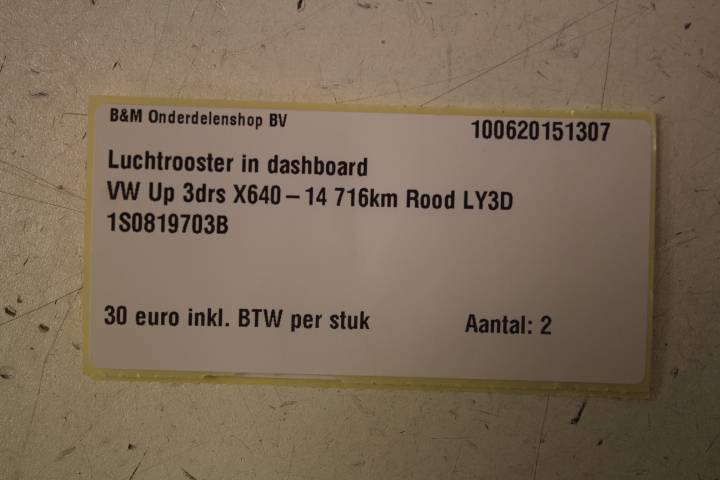 B&M Onderdelenshop BV 100620151307
Luchtrooster in dashboard
VW Up 3drs X640 – 14 716km Rood LY3D
1S0819703B
30 euro inkl. BTW per stuk Aantal: 2